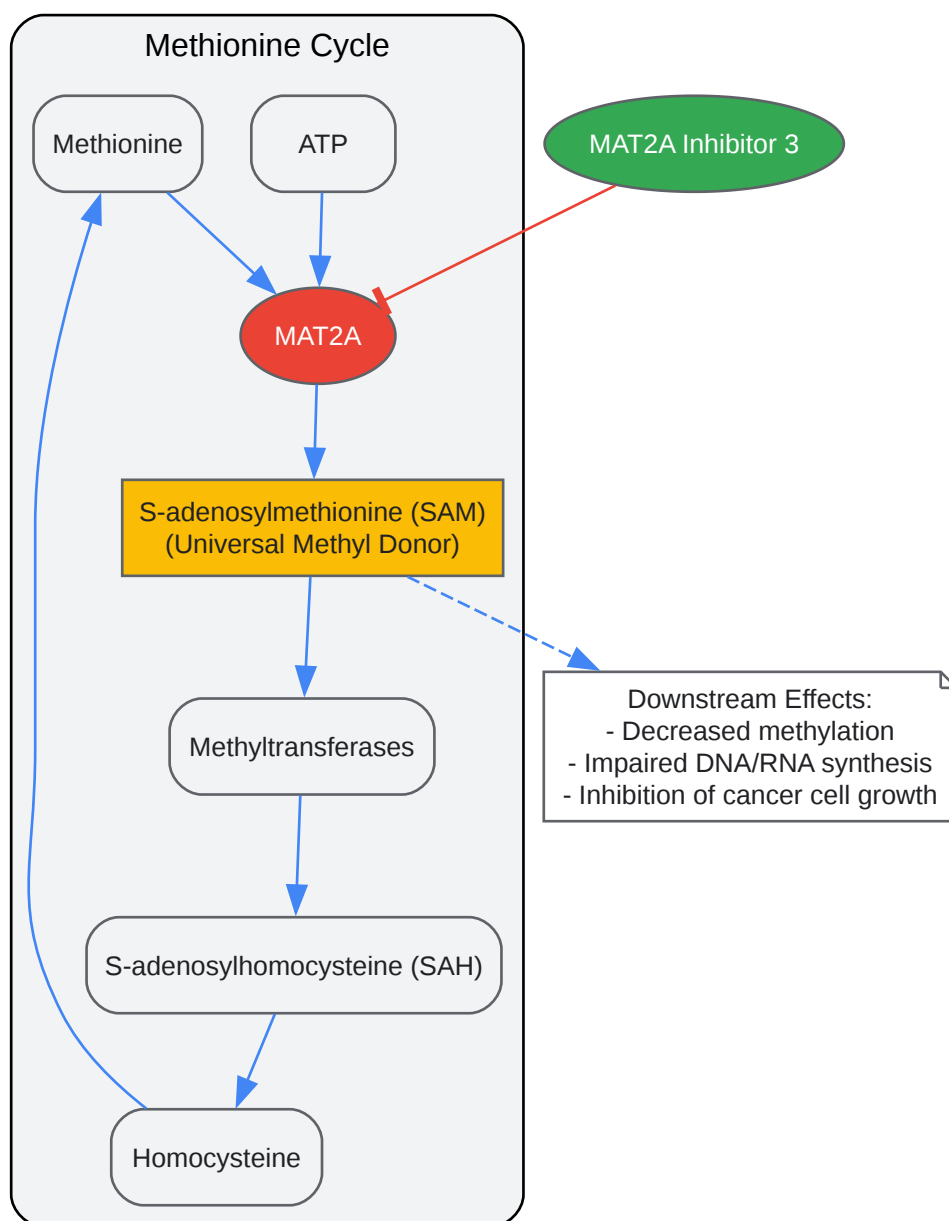 Methionine Cycle
Methionine
ATP
MAT2A Inhibitor 3
MAT2A
S-adenosylmethionine (SAM)
(Universal Methyl Donor)
Downstream Effects:
- Decreased methylation
- Impaired DNA/RNA synthesis
- Inhibition of cancer cell growth
Methyltransferases
S-adenosylhomocysteine (SAH)
Homocysteine